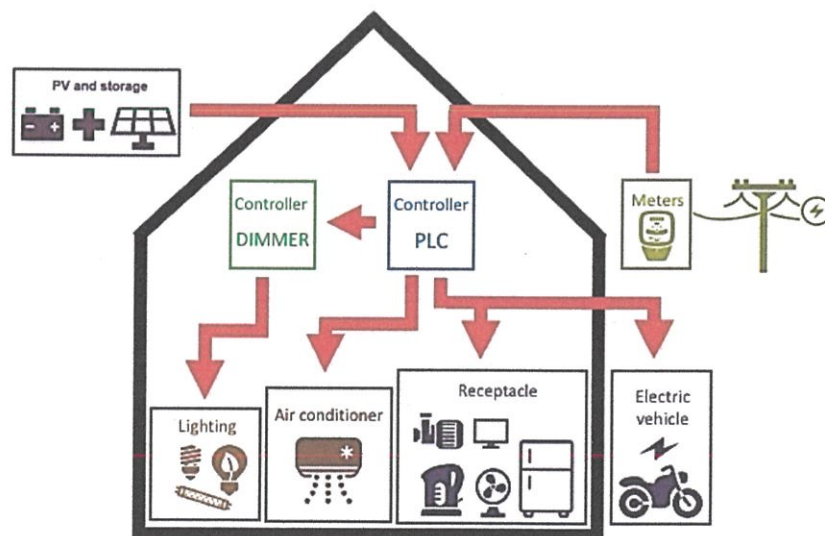 PV and storage
Controller
DIMMER
Controller
PLC
Meters
Lighting
Air conditioner
Receptacle
Electric
vehicle